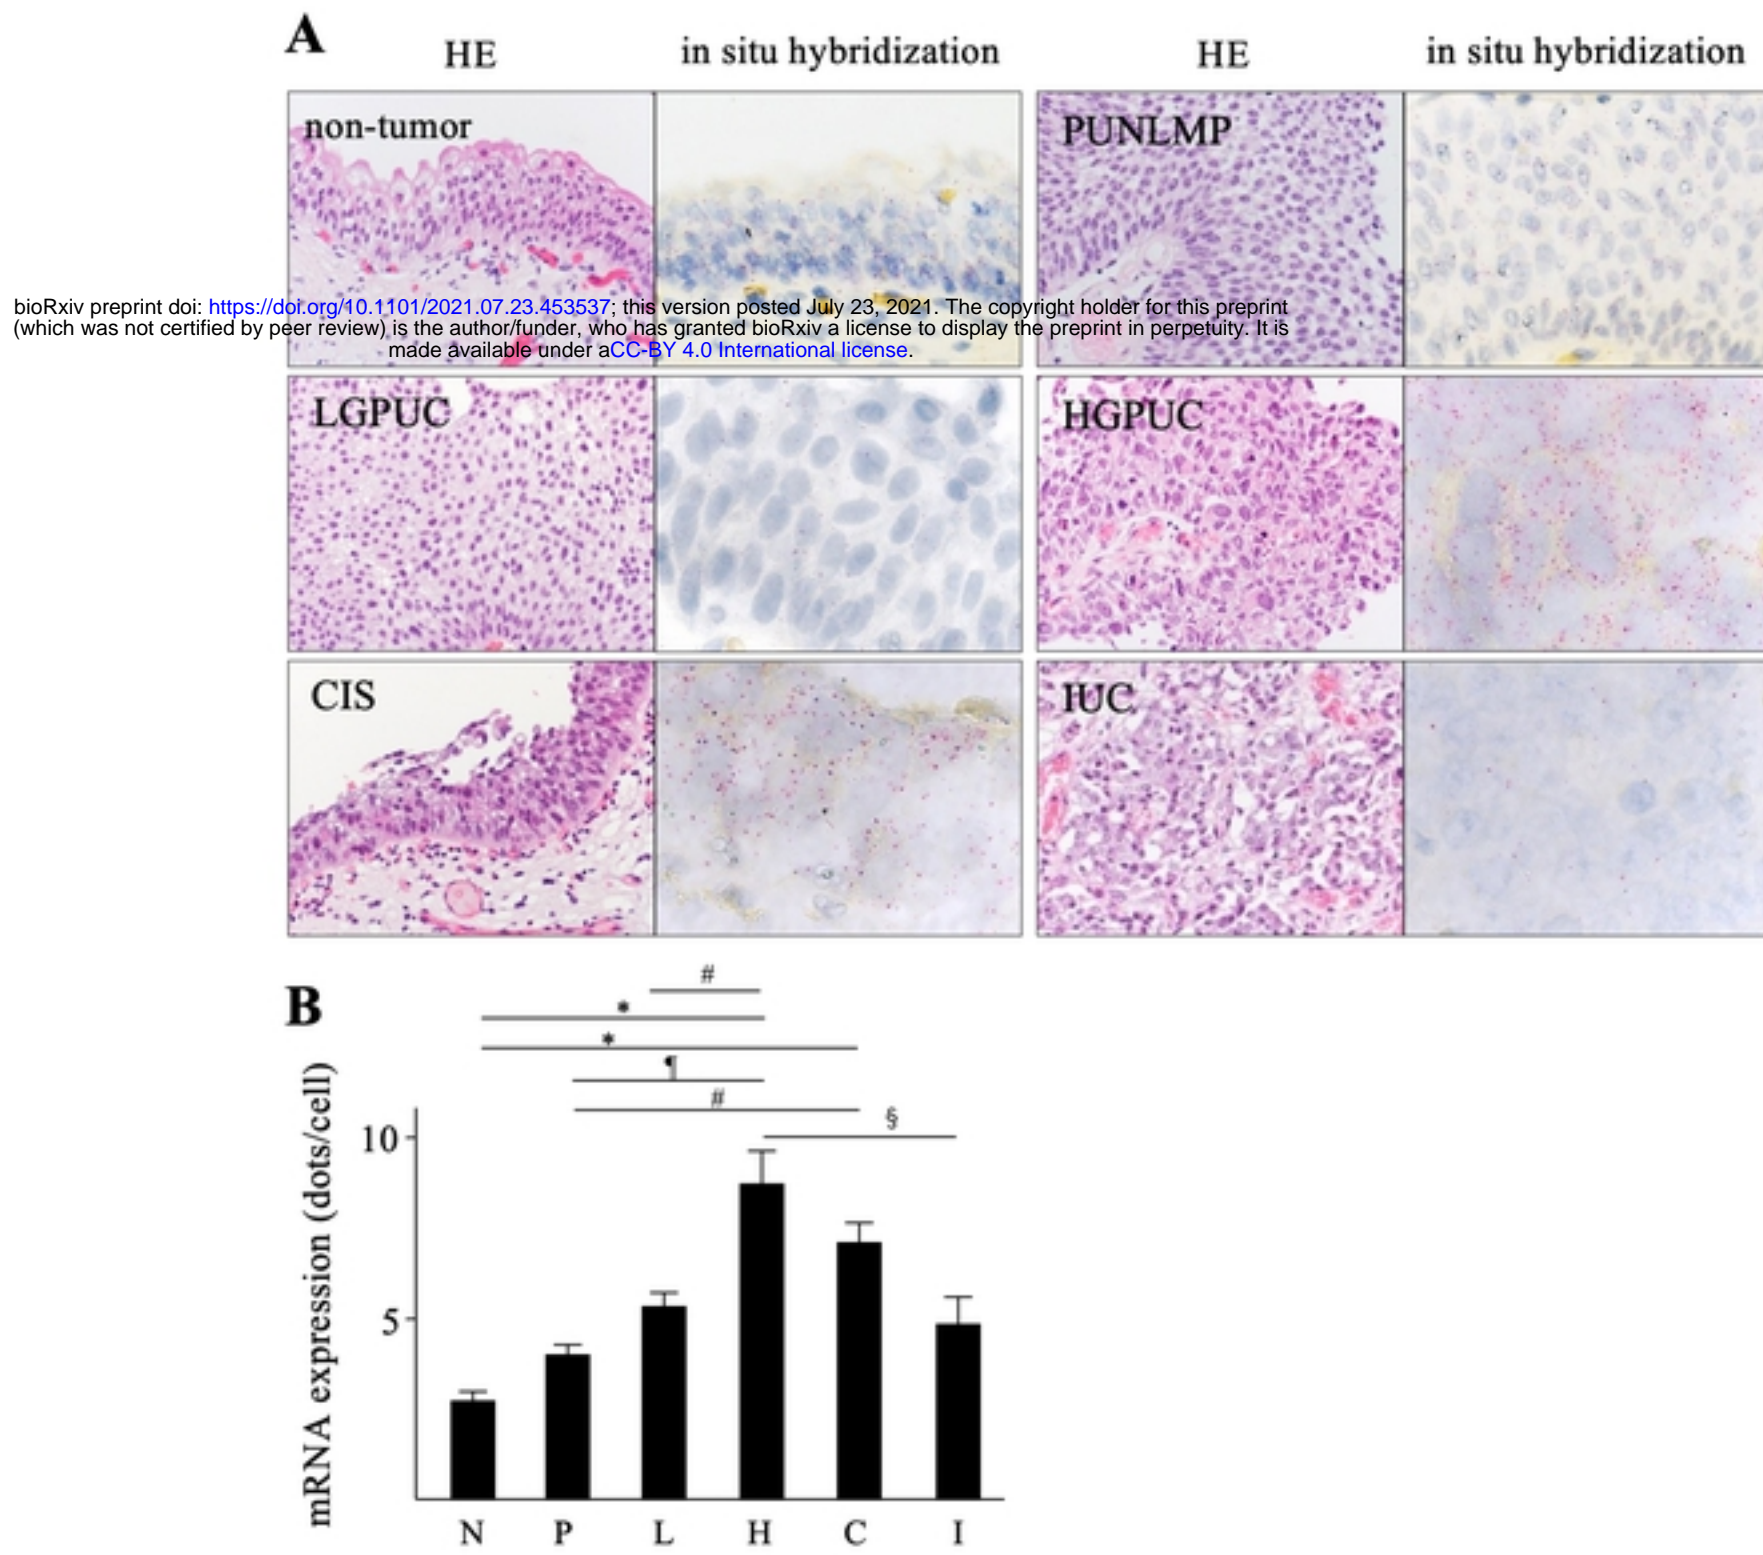 A
HE in situ hybridization HE in situ hybridization
non-tumor PUNLMP
bioRxiv preprint doi: https://doi.org/10.1101/2021.07.23.453537; this version posted July 23, 2021. The copyright holder for this preprint
(which was not certified by peer review) is the author/funder, who has granted bioRxiv a license to display the preprint in perpetuity. It is
made available under aCC-BY 4.0 International license.
LGPUC HGPUC
CIS IUC
B
#
*
*
¶
#
§
mRNA expression (dots/cell)
10
5
N P L H C I